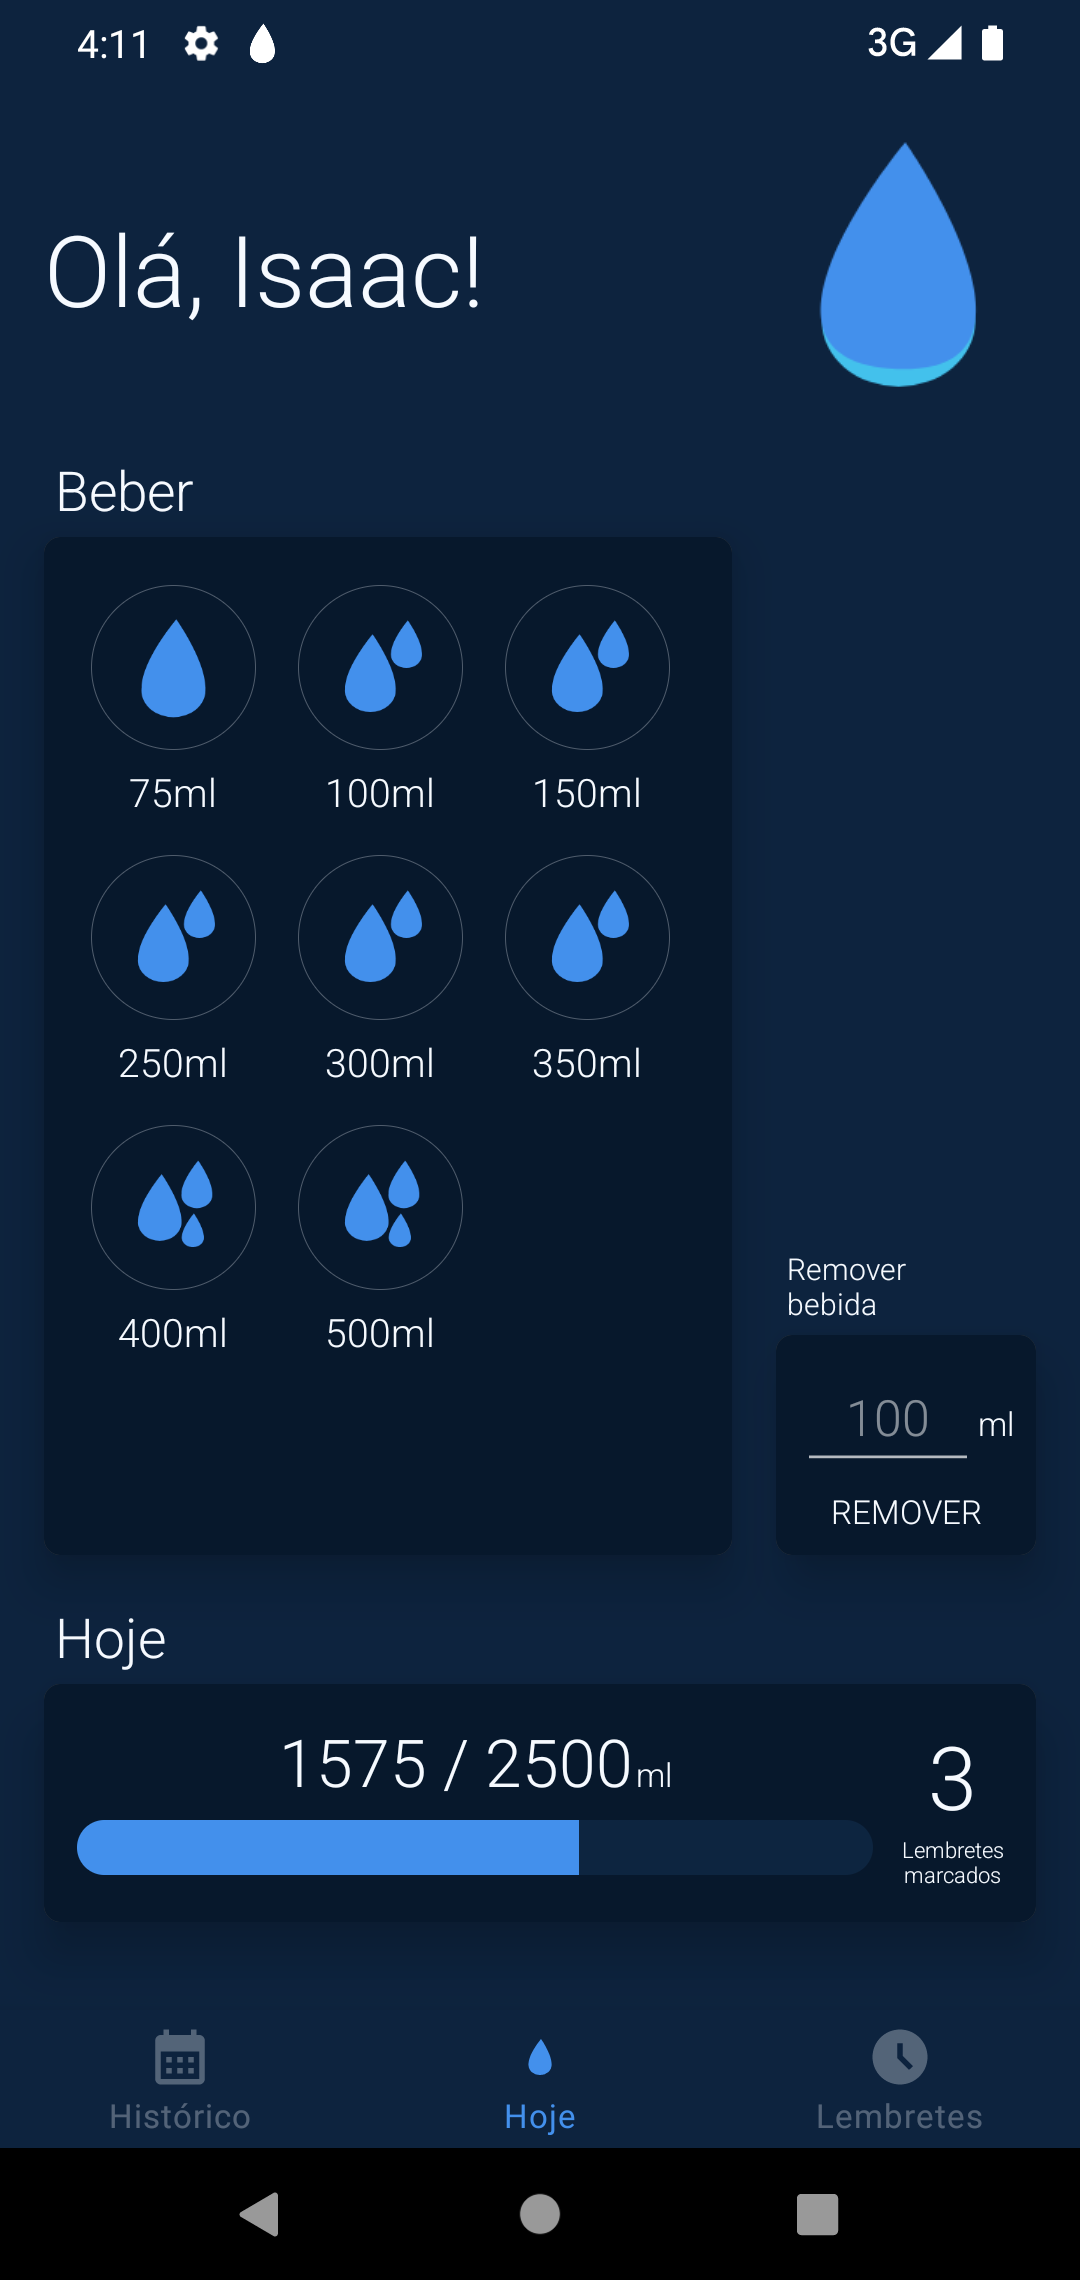 4:11
3G
Olá, Isaac!
Beber
75ml
100ml
150ml
250ml
300ml
350ml
400ml
500ml
Remover
bebida
100 ml
REMOVER
Hoje
1575 / 2500ml
3
Lembretes
marcados
Histórico
Hoje
Lembretes